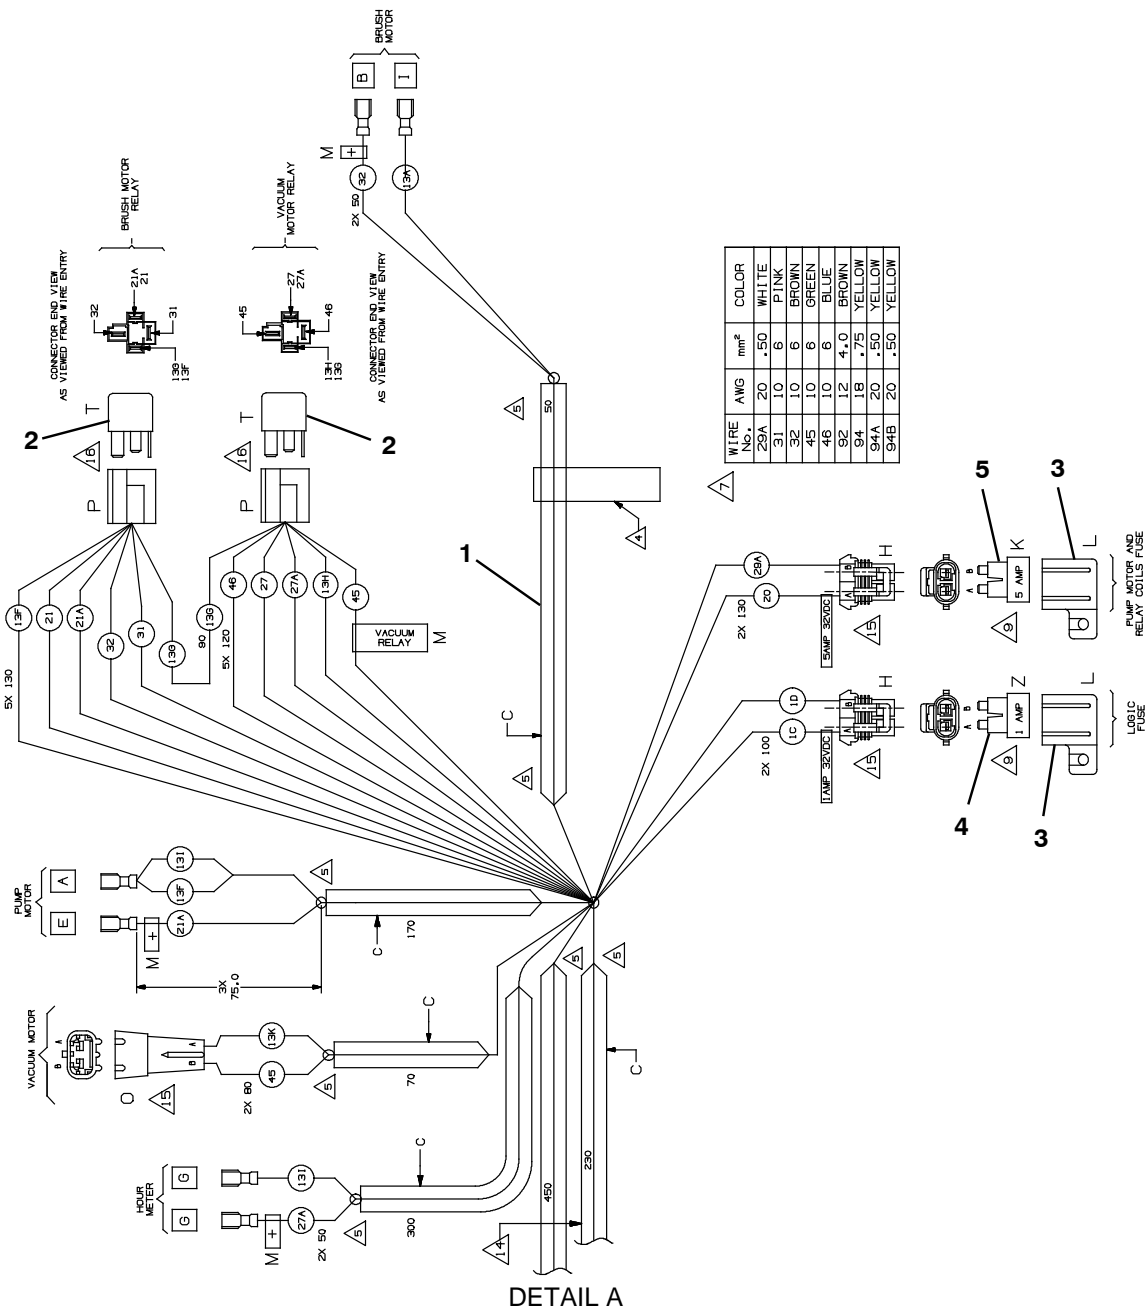 BRUSH
MOTOR
B
I
M
+
32
13A
2X 50
BRUSH MOTOR
RELAY
VACUUM
MOTOR RELAY
CONNECTOR END VIEW
AS VIEWED FROM WIRE ENTRY
32
21A
21
31
13G
13F
45
27
27A
46
13H
13G
CONNECTOR END VIEW
AS VIEWED FROM WIRE ENTRY
T
2
16
P
T
2
16
P
5
50
WIRE No. AWG mm² COLOR
29A 20 .50 WHITE
31 10 6 PINK
32 10 6 BROWN
45 10 6 GREEN
46 10 6 BLUE
92 12 4.0 BROWN
94 18 .75 YELLOW
94A 20 .50 YELLOW
94B 20 .50 YELLOW
7
4
1
13F
21
21A
32
31
13G
5X 130
13G
90
46
27
27A
13H
45
5X 120
VACUUM
RELAY
M
C
5
29A
20
2X 130
5AMP 32VDC
15
H
A
B
A
B
5
5 AMP
K
9
3
L
PUMP MOTOR AND
RELAY COILS FUSE
1D
1C
2X 100
1AMP 32VDC
15
H
A
B
A
B
4
1 AMP
Z
9
3
L
LOGIC
FUSE
PUMP
MOTOR
A
E
13I
13F
21A
M
+
3X
75.0
5
170
C
VACUUM MOTOR
A
B
O
15
A
B
13K
45
2X 80
5
70
C
HOUR
METER
G
G
13I
27A
M
+
2X 50
5
300
C
14
450
5
230
5
C
DETAIL A